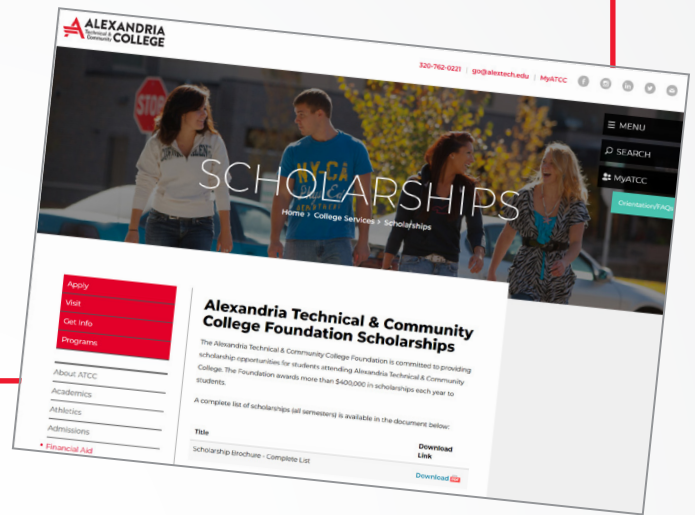 ALEXANDRIA
Technical & Community COLLEGE
320-762-0221 | go@alextech.edu | MyATCC
STOP
☰ MENU
SEARCH
MyATCC
Orientation/FAQs
SCHOLARSHIPS
Home > College Services > Scholarships
Apply
Visit
Get Info
Programs
About ATCC
Academics
Athletics
Admissions
• Financial Aid
Alexandria Technical & Community
College Foundation Scholarships
The Alexandria Technical & Community College Foundation is committed to providing
scholarship opportunities for students attending Alexandria Technical & Community
College. The Foundation awards more than $400,000 in scholarships each year to
students.
A complete list of scholarships (all semesters) is available in the document below:
Title
Download
Link
Scholarship Brochure - Complete List
Download